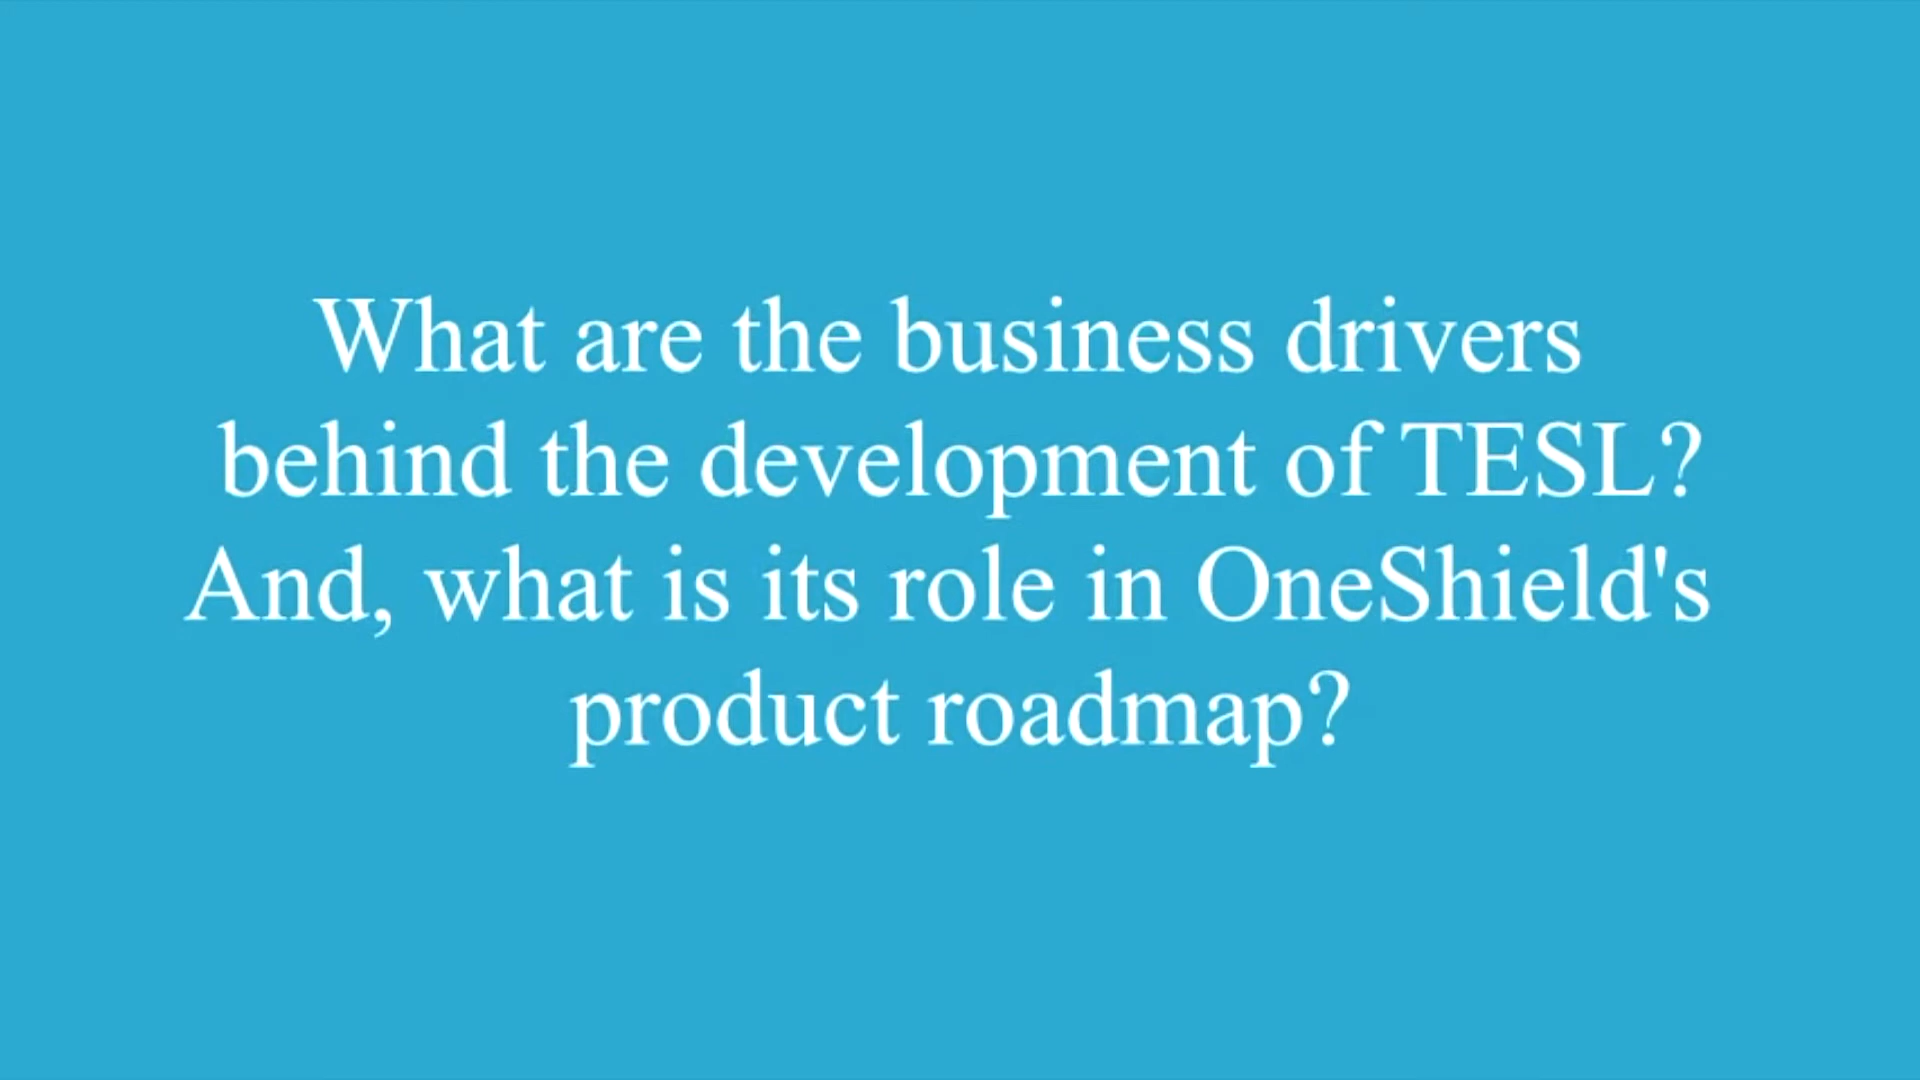 What are the business drivers
behind the development of TESL?
And, what is its role in OneShield's
product roadmap?